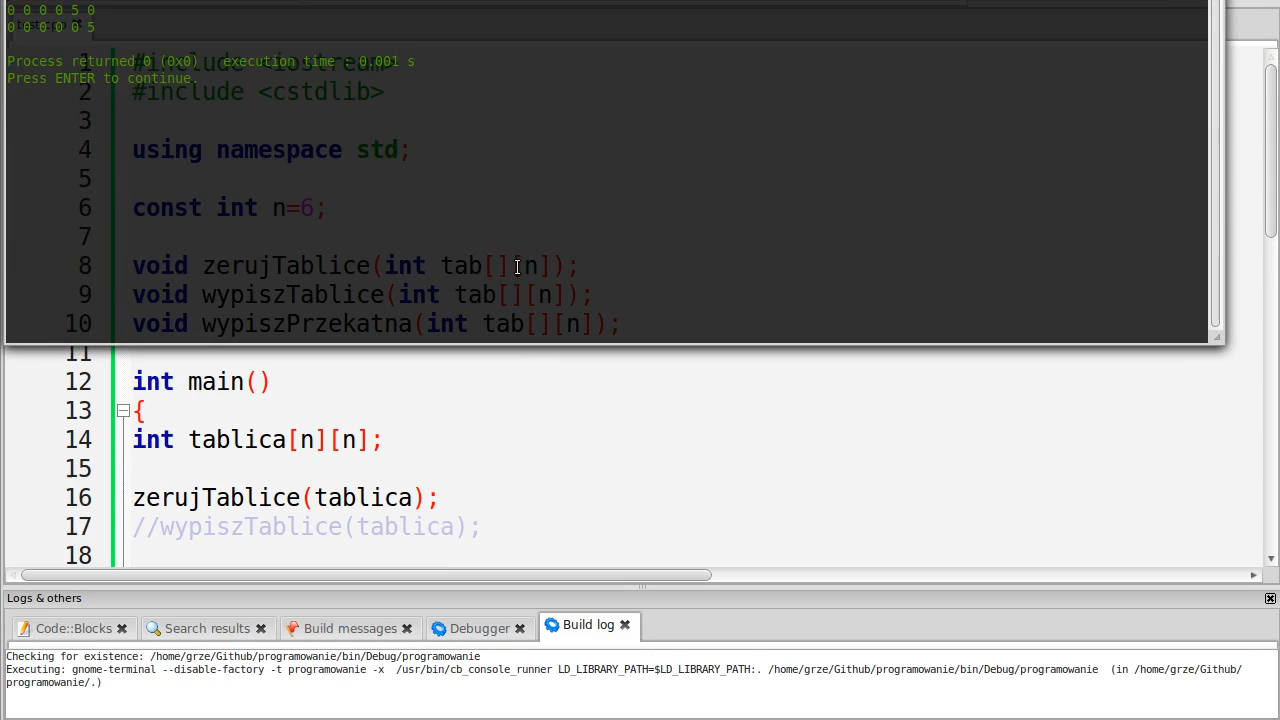 0 0 0 0 5 0
0 0 0 0 0 5
Process returned 0 (0x0)   execution time : 0.001 s
Press ENTER to continue.
1 #include <iostream>
2 #include <cstdlib>
3
4 using namespace std;
5
6 const int n=6;
7
8 void zerujTablice(int tab[][n]);
9 void wypiszTablice(int tab[][n]);
10 void wypiszPrzekatna(int tab[][n]);
11
12 int main()
13 {
14 int tablica[n][n];
15
16 zerujTablice(tablica);
17 //wypiszTablice(tablica);
18
Logs & others
Code::Blocks Search results Build messages Debugger Build log
Checking for existence: /home/grze/Github/programowanie/bin/Debug/programowanie
Executing: gnome-terminal --disable-factory -t programowanie -x  /usr/bin/cb_console_runner LD_LIBRARY_PATH=$LD_LIBRARY_PATH:. /home/grze/Github/programowanie/bin/Debug/programowanie  (in /home/grze/Github/
programowanie/.)